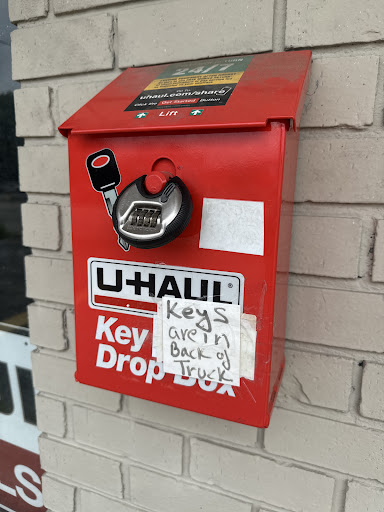 24/7
uhaul.com/share
Click the Get Started Button
Lift
U-HAUL®
Key
Drop Box
Keys
are in
Back of
Truck
LS